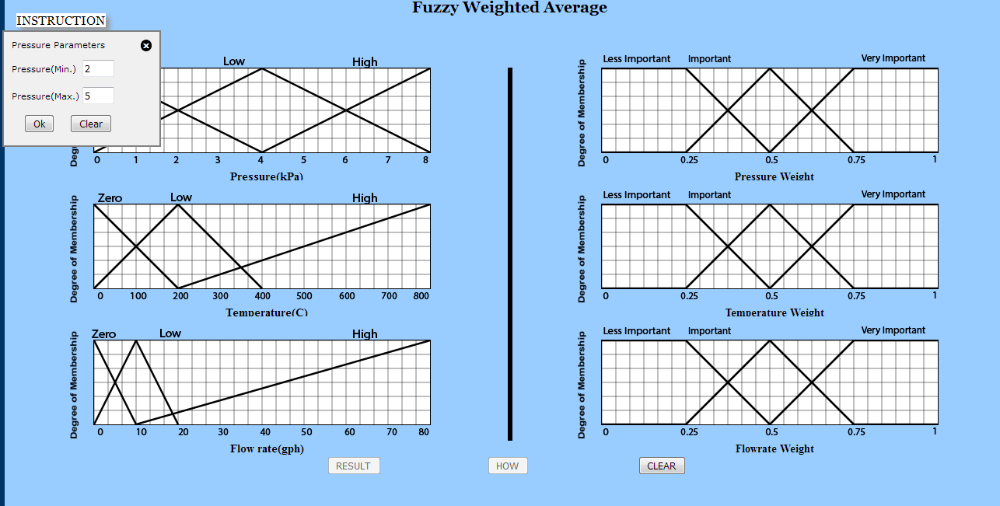 Fuzzy Weighted Average
INSTRUCTION
Pressure Parameters
Pressure(Min.) 2
Pressure(Max.) 5
Ok Clear
Low High
0 1 2 3 4 5 6 7 8
Pressure(kPa)
Degree of Membership
Less Important Important Very Important
0 0.25 0.5 0.75 1
Pressure Weight
Degree of Membership
Zero Low High
0 100 200 300 400 500 600 700 800
Temperature(C)
Degree of Membership
Less Important Important Very Important
0 0.25 0.5 0.75 1
Temperature Weight
Degree of Membership
Zero Low High
0 10 20 30 40 50 60 70 80
Flow rate(gph)
Degree of Membership
Less Important Important Very Important
0 0.25 0.5 0.75 1
Flowrate Weight
RESULT HOW CLEAR